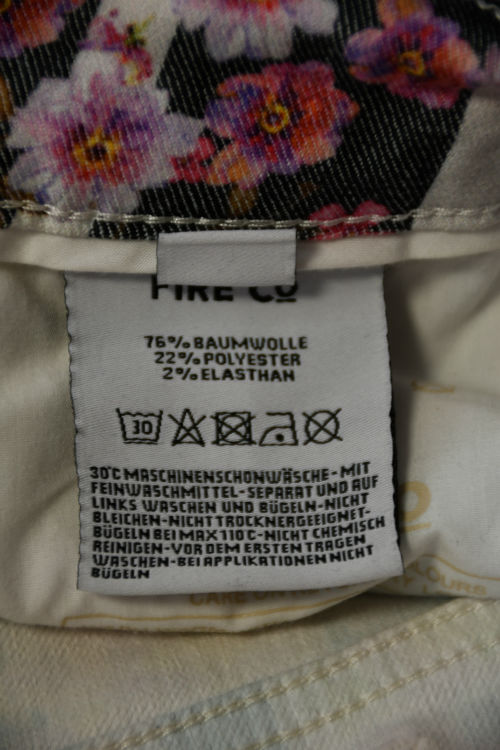 FIRE CO
76% BAUMWOLLE
22% POLYESTER
2% ELASTHAN
30
30°C MASCHINENSCHONWÄSCHE - MIT
FEINWASCHMITTEL - SEPARAT UND AUF
LINKS WASCHEN UND BÜGELN - NICHT
BLEICHEN - NICHT TROCKNERGEEIGNET -
BÜGELN BEI MAX 110 C - NICHT CHEMISCH
REINIGEN - VOR DEM ERSTEN TRAGEN
WASCHEN - BEI APPLIKATIONEN NICHT
BÜGELN